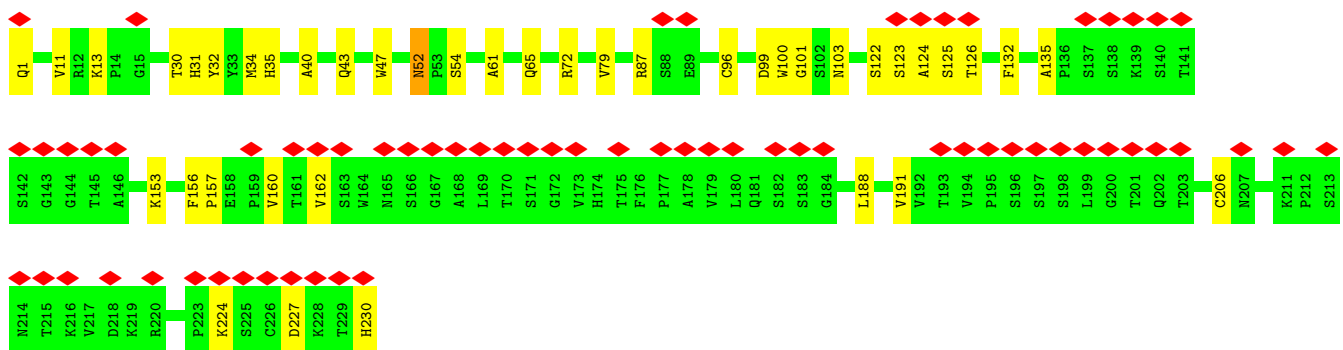 Q1 V11 R12 K13 P14 G15 T30 H31 Y32 Y33 M34 H35 A40 Q43 W47 N52 P53 S54 A61 Q65 R72 V79 R87 S88 E89 C96 D99 W100 G101 S102 N103 S122 S123 A124 S125 T126 F132 A135 P136 S137 S138 K139 S140 T141
S142 G143 G144 T145 A146 K153 F156 P157 E158 P159 V160 T161 V162 S163 W164 N165 S166 G167 A168 L169 T170 S171 G172 V173 H174 T175 F176 P177 A178 V179 L180 Q181 S182 S183 G184 L188 V191 V192 T193 V194 P195 S196 S197 S198 L199 G200 T201 Q202 T203 C206 N207 K211 P212 S213
N214 T215 K216 V217 D218 K219 R220 P223 K224 S225 C226 D227 K228 T229 H230